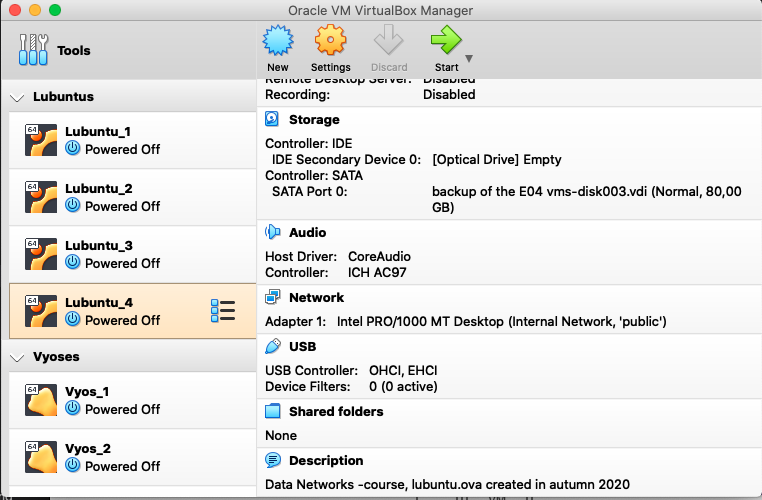 Oracle VM VirtualBox Manager
Tools
New
Settings
Discard
Start
Lubuntus
64
Lubuntu_1
Powered Off
64
Lubuntu_2
Powered Off
64
Lubuntu_3
Powered Off
64
Lubuntu_4
Powered Off
Vyoses
64
Vyos_1
Powered Off
64
Vyos_2
Powered Off
Remote Desktop Server: Disabled
Recording: Disabled
Storage
Controller: IDE
IDE Secondary Device 0: [Optical Drive] Empty
Controller: SATA
SATA Port 0: backup of the E04 vms-disk003.vdi (Normal, 80,00
GB)
Audio
Host Driver: CoreAudio
Controller: ICH AC97
Network
Adapter 1: Intel PRO/1000 MT Desktop (Internal Network, 'public')
USB
USB Controller: OHCI, EHCI
Device Filters: 0 (0 active)
Shared folders
None
Description
Data Networks -course, lubuntu.ova created in autumn 2020